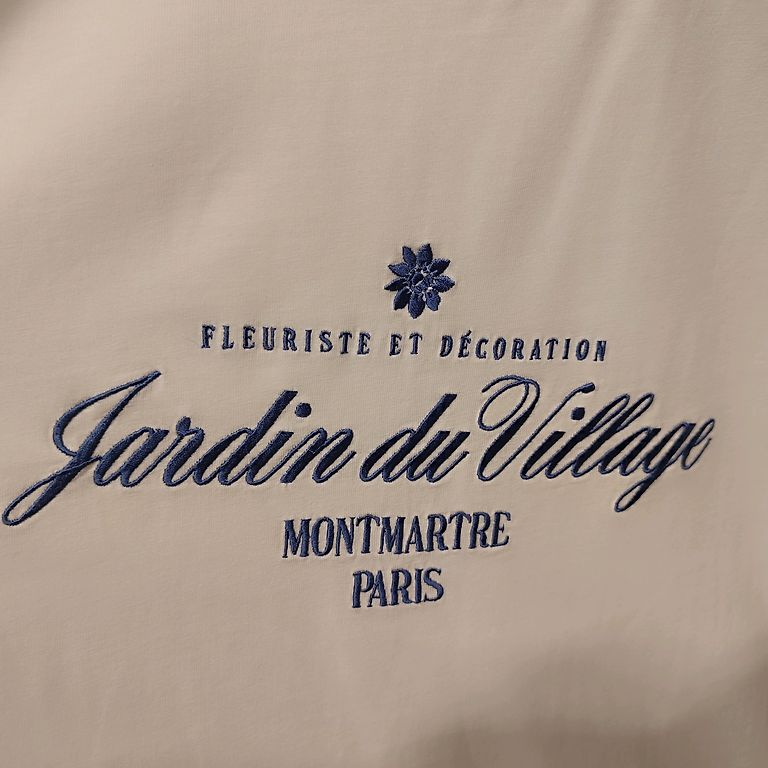 FLEURISTE ET DÉCORATION
Jardin du Village
MONTMARTRE
PARIS